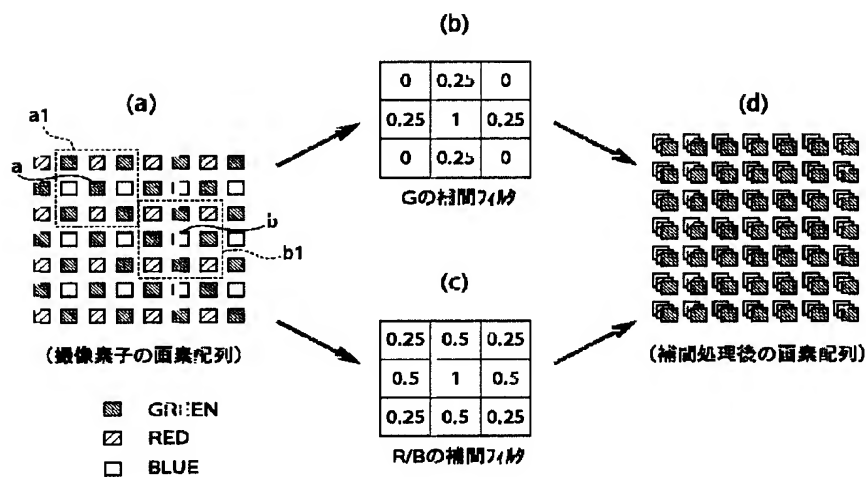 (b)
0 0.25 0
0.25 1 0.25
0 0.25 0
Gの補間フィルタ
(a)
a1
a
b
b1
(撮像素子の画素配列)
GREEN
RED
BLUE
(c)
0.25 0.5 0.25
0.5 1 0.5
0.25 0.5 0.25
R/Bの補間フィルタ
(d)
(補間処理後の画素配列)